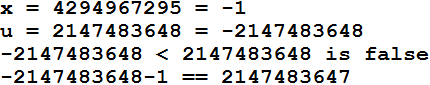 x = 4294967295 = -1
u = 2147483648 = -2147483648
-2147483648 < 2147483648 is false
-2147483648-1 == 2147483647